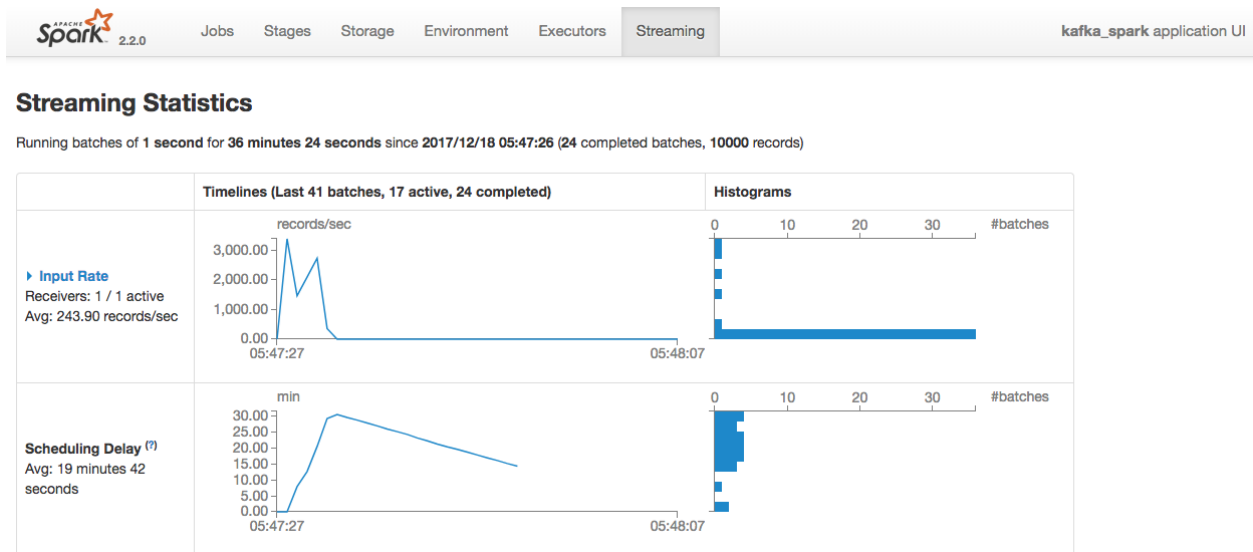 APACHE
Spark 2.2.0 Jobs Stages Storage Environment Executors Streaming kafka_spark application UI
Streaming Statistics
Running batches of 1 second for 36 minutes 24 seconds since 2017/12/18 05:47:26 (24 completed batches, 10000 records)
Timelines (Last 41 batches, 17 active, 24 completed) Histograms
Input Rate
Receivers: 1 / 1 active
Avg: 243.90 records/sec
records/sec
3,000.00
2,000.00
1,000.00
0.00
05:47:27 05:48:07
0 10 20 30 #batches
Scheduling Delay (?)
Avg: 19 minutes 42
seconds
min
30.00
25.00
20.00
15.00
10.00
5.00
0.00
05:47:27 05:48:07
0 10 20 30 #batches